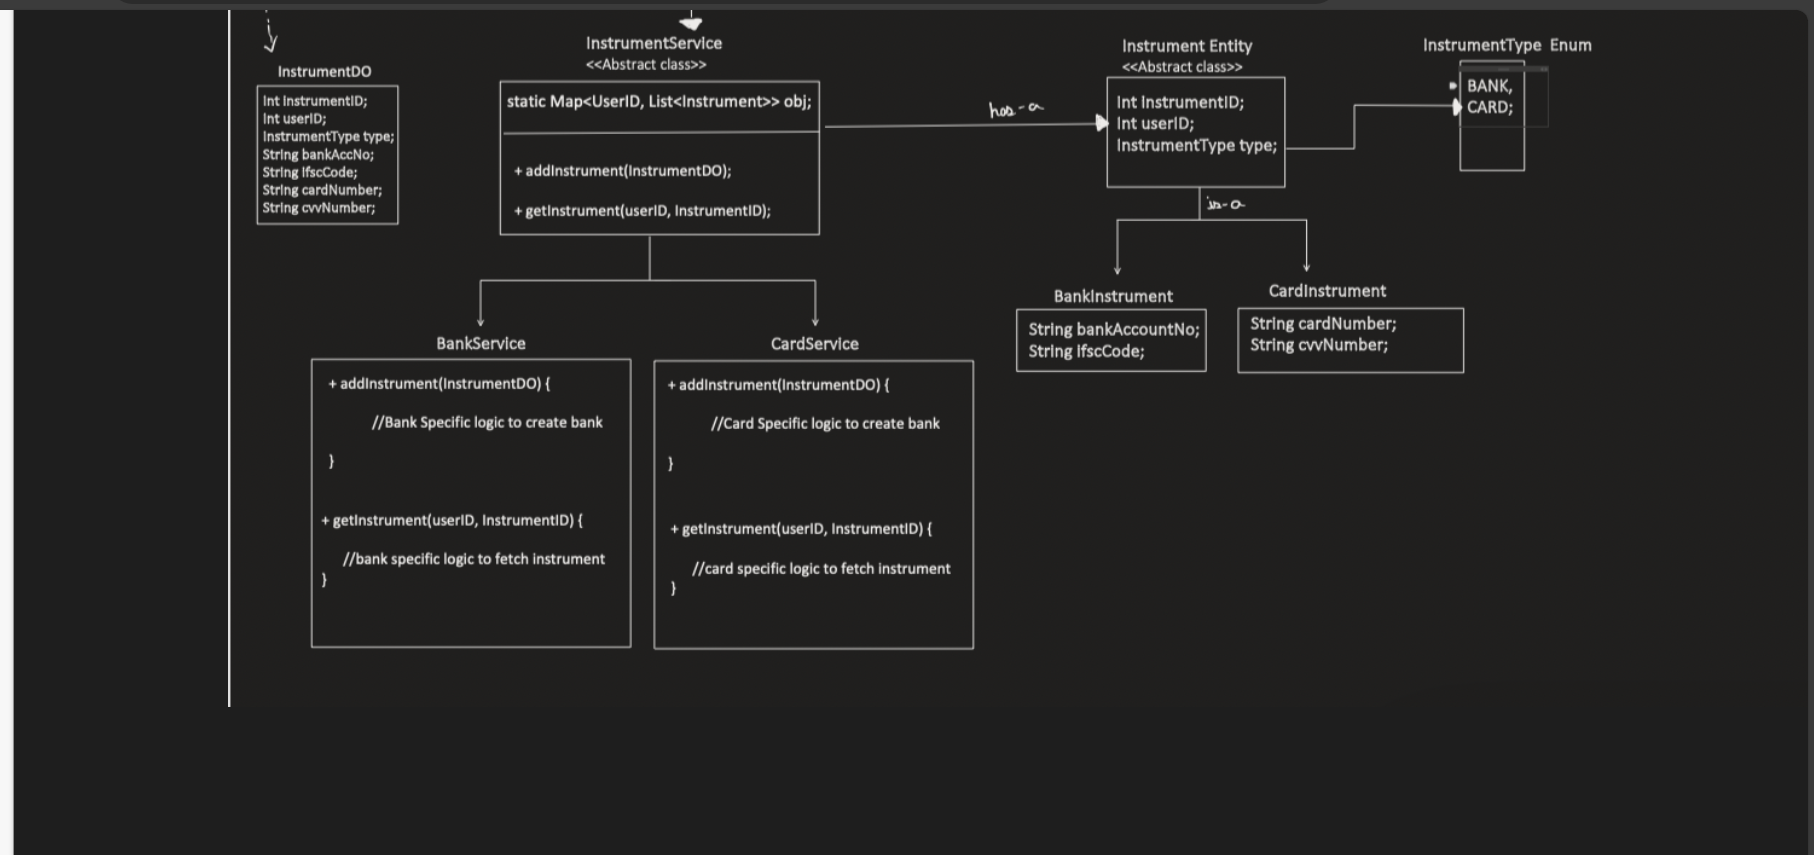 InstrumentDO
Int InstrumentID;
Int userID;
InstrumentType type;
String bankAccNo;
String IfscCode;
String cardNumber;
String cvvNumber;
InstrumentService
<<Abstract class>>
static Map<UserID, List<Instrument>> obj;
+ addInstrument(InstrumentDO);
+ getInstrument(userID, InstrumentID);
has-a
Instrument Entity
<<Abstract class>>
Int InstrumentID;
Int userID;
InstrumentType type;
InstrumentType Enum
BANK,
CARD;
is-a
BankInstrument
String bankAccountNo;
String IfscCode;
CardInstrument
String cardNumber;
String cvvNumber;
BankService
+ addInstrument(InstrumentDO) {
//Bank Specific logic to create bank
}
+ getInstrument(userID, InstrumentID) {
//bank specific logic to fetch instrument
}
CardService
+ addInstrument(InstrumentDO) {
//Card Specific logic to create bank
}
+ getInstrument(userID, InstrumentID) {
//card specific logic to fetch instrument
}